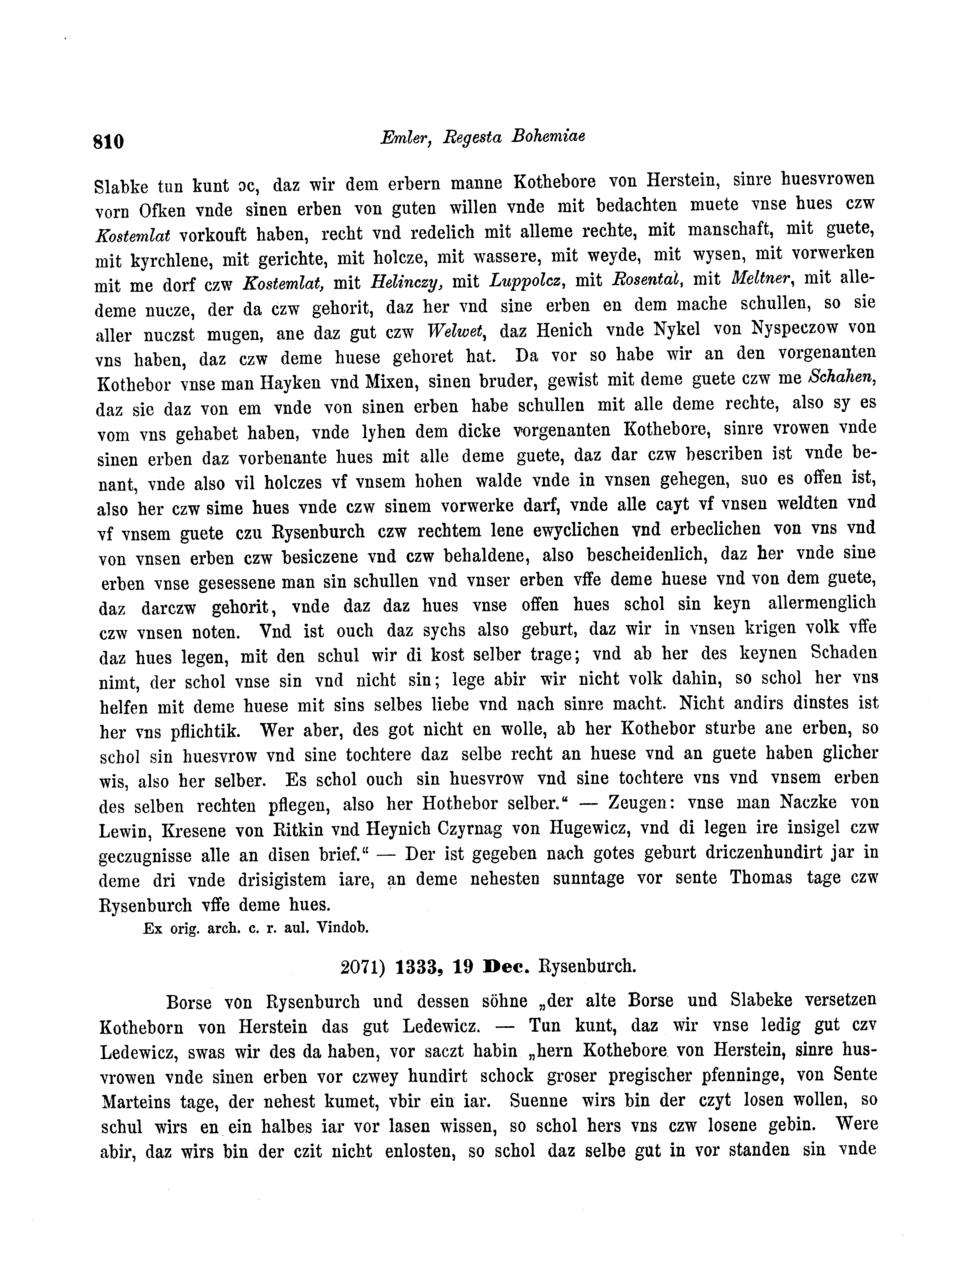 810 Emler, Regesta Bohemiae
Slabke tun kunt ɔc, daz wir dem erbern manne Kothebore von Herstein, sinre huesvrowen
vorn Ofken vnde sinen erben von guten willen vnde mit bedachten muete vnse hues czw
Kostemlat vorkouft haben, recht vnd redelich mit alleme rechte, mit manschaft, mit guete,
mit kyrchlene, mit gerichte, mit holcze, mit wassere, mit weyde, mit wysen, mit vorwerken
mit me dorf czw Kostemlat, mit Helinczy, mit Luppolcz, mit Rosental, mit Meltner, mit alle-
deme nucze, der da czw gehorit, daz her vnd sine erben en dem mache schullen, so sie
aller nuczst mugen, ane daz gut czw Welwet, daz Henich vnde Nykel von Nyspeczow von
vns haben, daz czw deme huese gehoret hat. Da vor so habe wir an den vorgenanten
Kothebor vnse man Hayken vnd Mixen, sinen bruder, gewist mit deme guete czw me Schahen,
daz sie daz von em vnde von sinen erben habe schullen mit alle deme rechte, also sy es
vom vns gehabet haben, vnde lyhen dem dicke vorgenanten Kothebore, sinre vrowen vnde
sinen erben daz vorbenante hues mit alle deme guete, daz dar czw bescriben ist vnde be-
nant, vnde also vil holczes vf vnsem hohen walde vnde in vnsen gehegen, suo es offen ist,
also her czw sime hues vnde czw sinem vorwerke darf, vnde alle cayt vf vnsen weldten vnd
vf vnsem guete czu Rysenburch czw rechtem lene ewyclichen vnd erbeclichen von vns vnd
von vnsen erben czw besiczene vnd czw behaldene, also bescheidenlich, daz her vnde sine
erben vnse gesessene man sin schullen vnd vnser erben vffe deme huese vnd von dem guete,
daz darczw gehorit, vnde daz daz hues vnse offen hues schol sin keyn allermenglich
czw vnsen noten. Vnd ist ouch daz sychs also geburt, daz wir in vnsen krigen volk vffe
daz hues legen, mit den schul wir di kost selber trage; vnd ab her des keynen Schaden
nimt, der schol vnse sin vnd nicht sin; lege abir wir nicht volk dahin, so schol her vns
helfen mit deme huese mit sins selbes liebe vnd nach sinre macht. Nicht andirs dinstes ist
her vns pflichtik. Wer aber, des got nicht en wolle, ab her Kothebor sturbe ane erben, so
schol sin huesvrow vnd sine tochtere daz selbe recht an huese vnd an guete haben glicher
wis, also her selber. Es schol ouch sin huesvrow vnd sine tochtere vns vnd vnsem erben
des selben rechten pflegen, also her Hothebor selber.“ — Zeugen: vnse man Naczke von
Lewin, Kresene von Ritkin vnd Heynich Czyrnag von Hugewicz, vnd di legen ire insigel czw
geczugnisse alle an disen brief.“ — Der ist gegeben nach gotes geburt driczenhundirt jar in
deme dri vnde drisigistem iare, an deme nehesten sunntage vor sente Thomas tage czw
Rysenburch vffe deme hues.
Ex orig. arch. c. r. aul. Vindob.
2071) 1333, 19 Dec. Rysenburch.
Borse von Rysenburch und dessen söhne „der alte Borse und Slabeke versetzen
Kotheborn von Herstein das gut Ledewicz. — Tun kunt, daz wir vnse ledig gut czv
Ledewicz, swas wir des da haben, vor saczt habin „hern Kothebore von Herstein, sinre hus-
vrowen vnde sinen erben vor czwey hundirt schock groser pregischer pfenninge, von Sente
Marteins tage, der nehest kumet, vbir ein iar. Suenne wirs bin der czyt losen wollen, so
schul wirs en ein halbes iar vor lasen wissen, so schol hers vns czw losene gebin. Were
abir, daz wirs bin der czit nicht enlosten, so schol daz selbe gut in vor standen sin vnde